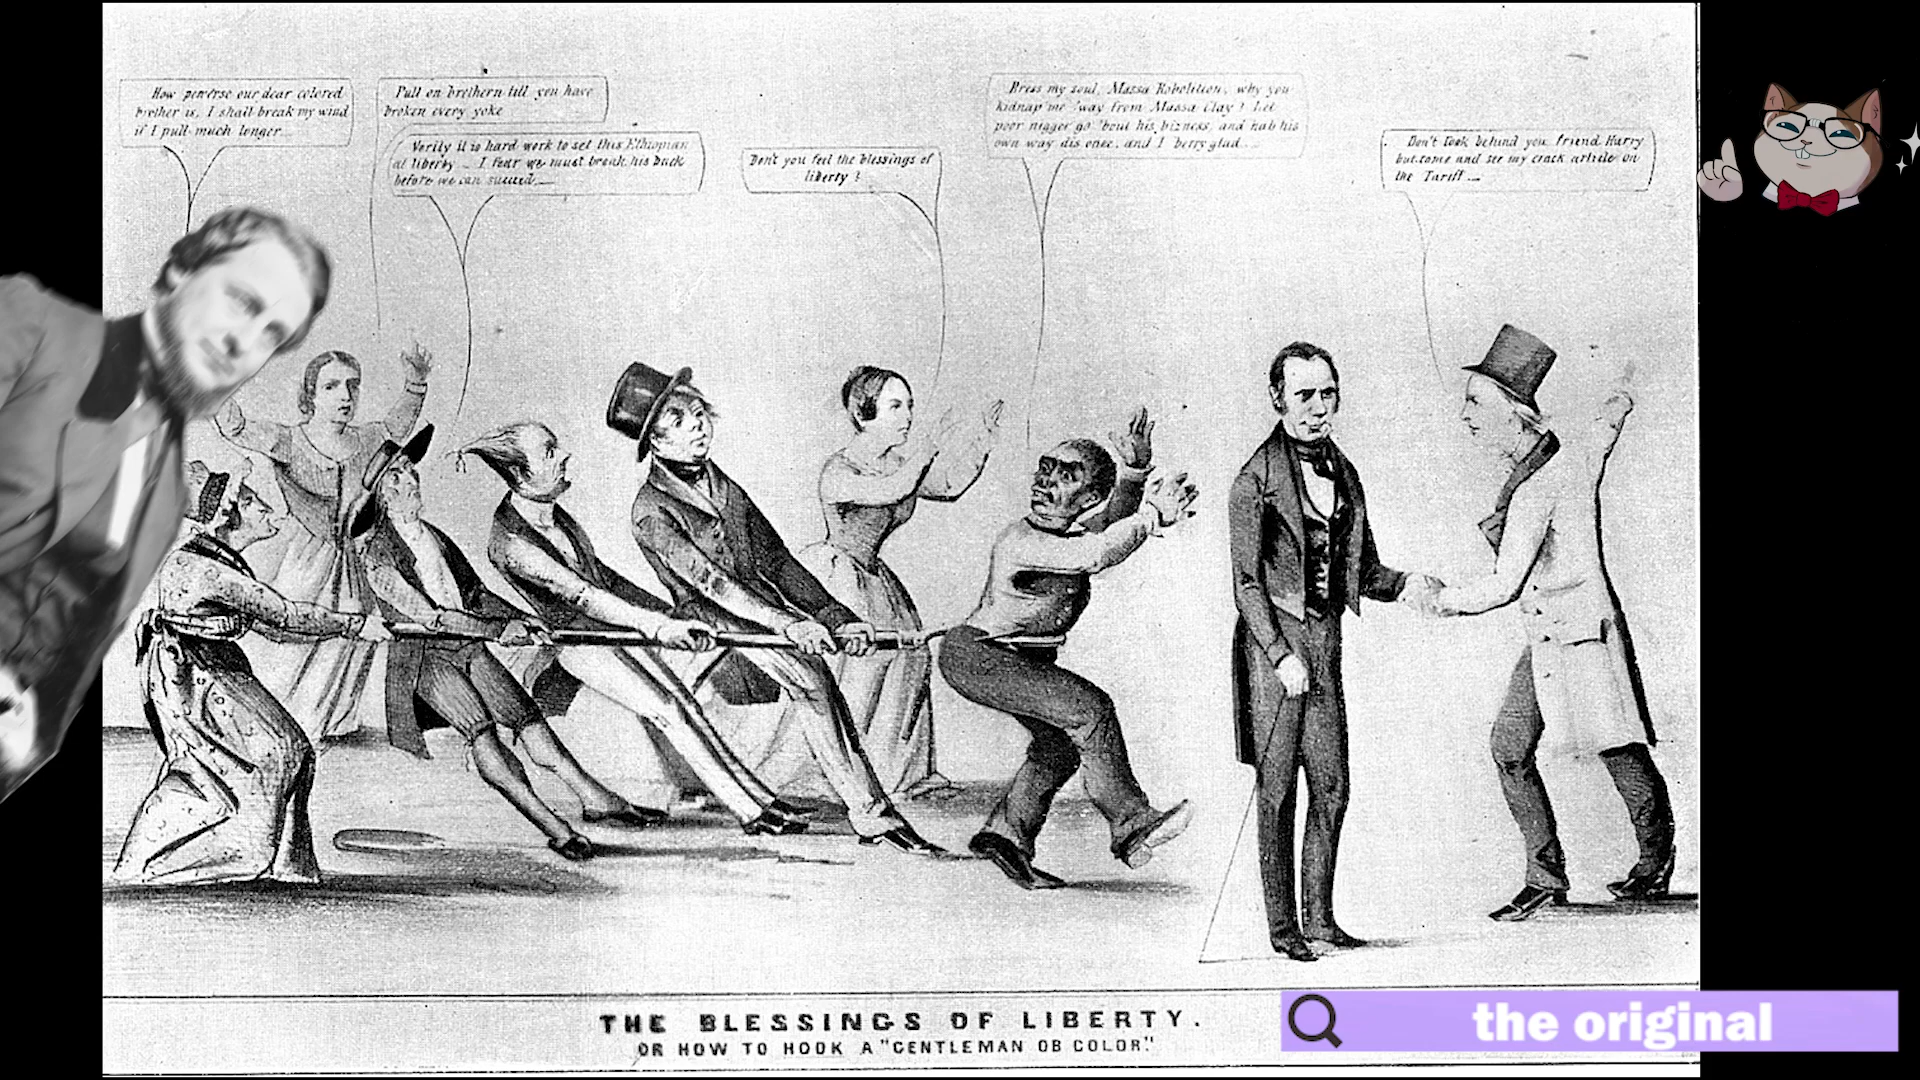 How perverse our dear colored
brother is, I shall break my wind
if I pull much longer
Pull on brethern till you have
broken every yoke
Verily it is hard work to set this Ethiopian
at liberty I fear we must break his back
before we can succeed
Don't you feel the blessings of
liberty?
Bress my soul, Massa Robolition, why you
kidnap me 'way from Massa Clay? Let
poor nigger go 'bout his bizness, and hab his
own way dis once, and I berry glad....
Don't look behind you friend Harry
but come and see my crack article on
the Tariff
THE BLESSINGS OF LIBERTY.
OR HOW TO HOOK A "GENTLEMAN OB COLOR."
the original